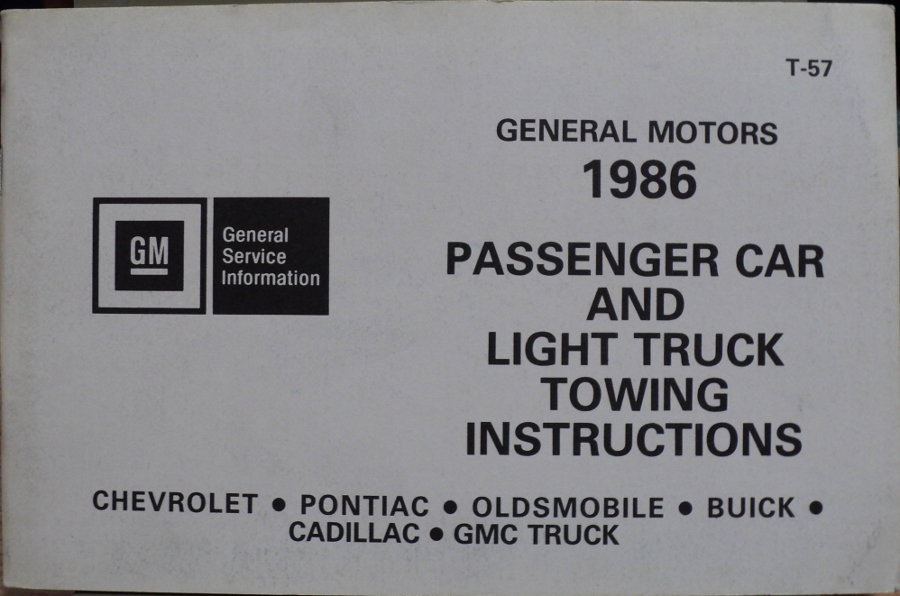 T-57
GENERAL MOTORS
1986
PASSENGER CAR
AND
LIGHT TRUCK
TOWING
INSTRUCTIONS
GM
General
Service
Information
CHEVROLET ● PONTIAC ● OLDSMOBILE ● BUICK ●
CADILLAC ● GMC TRUCK